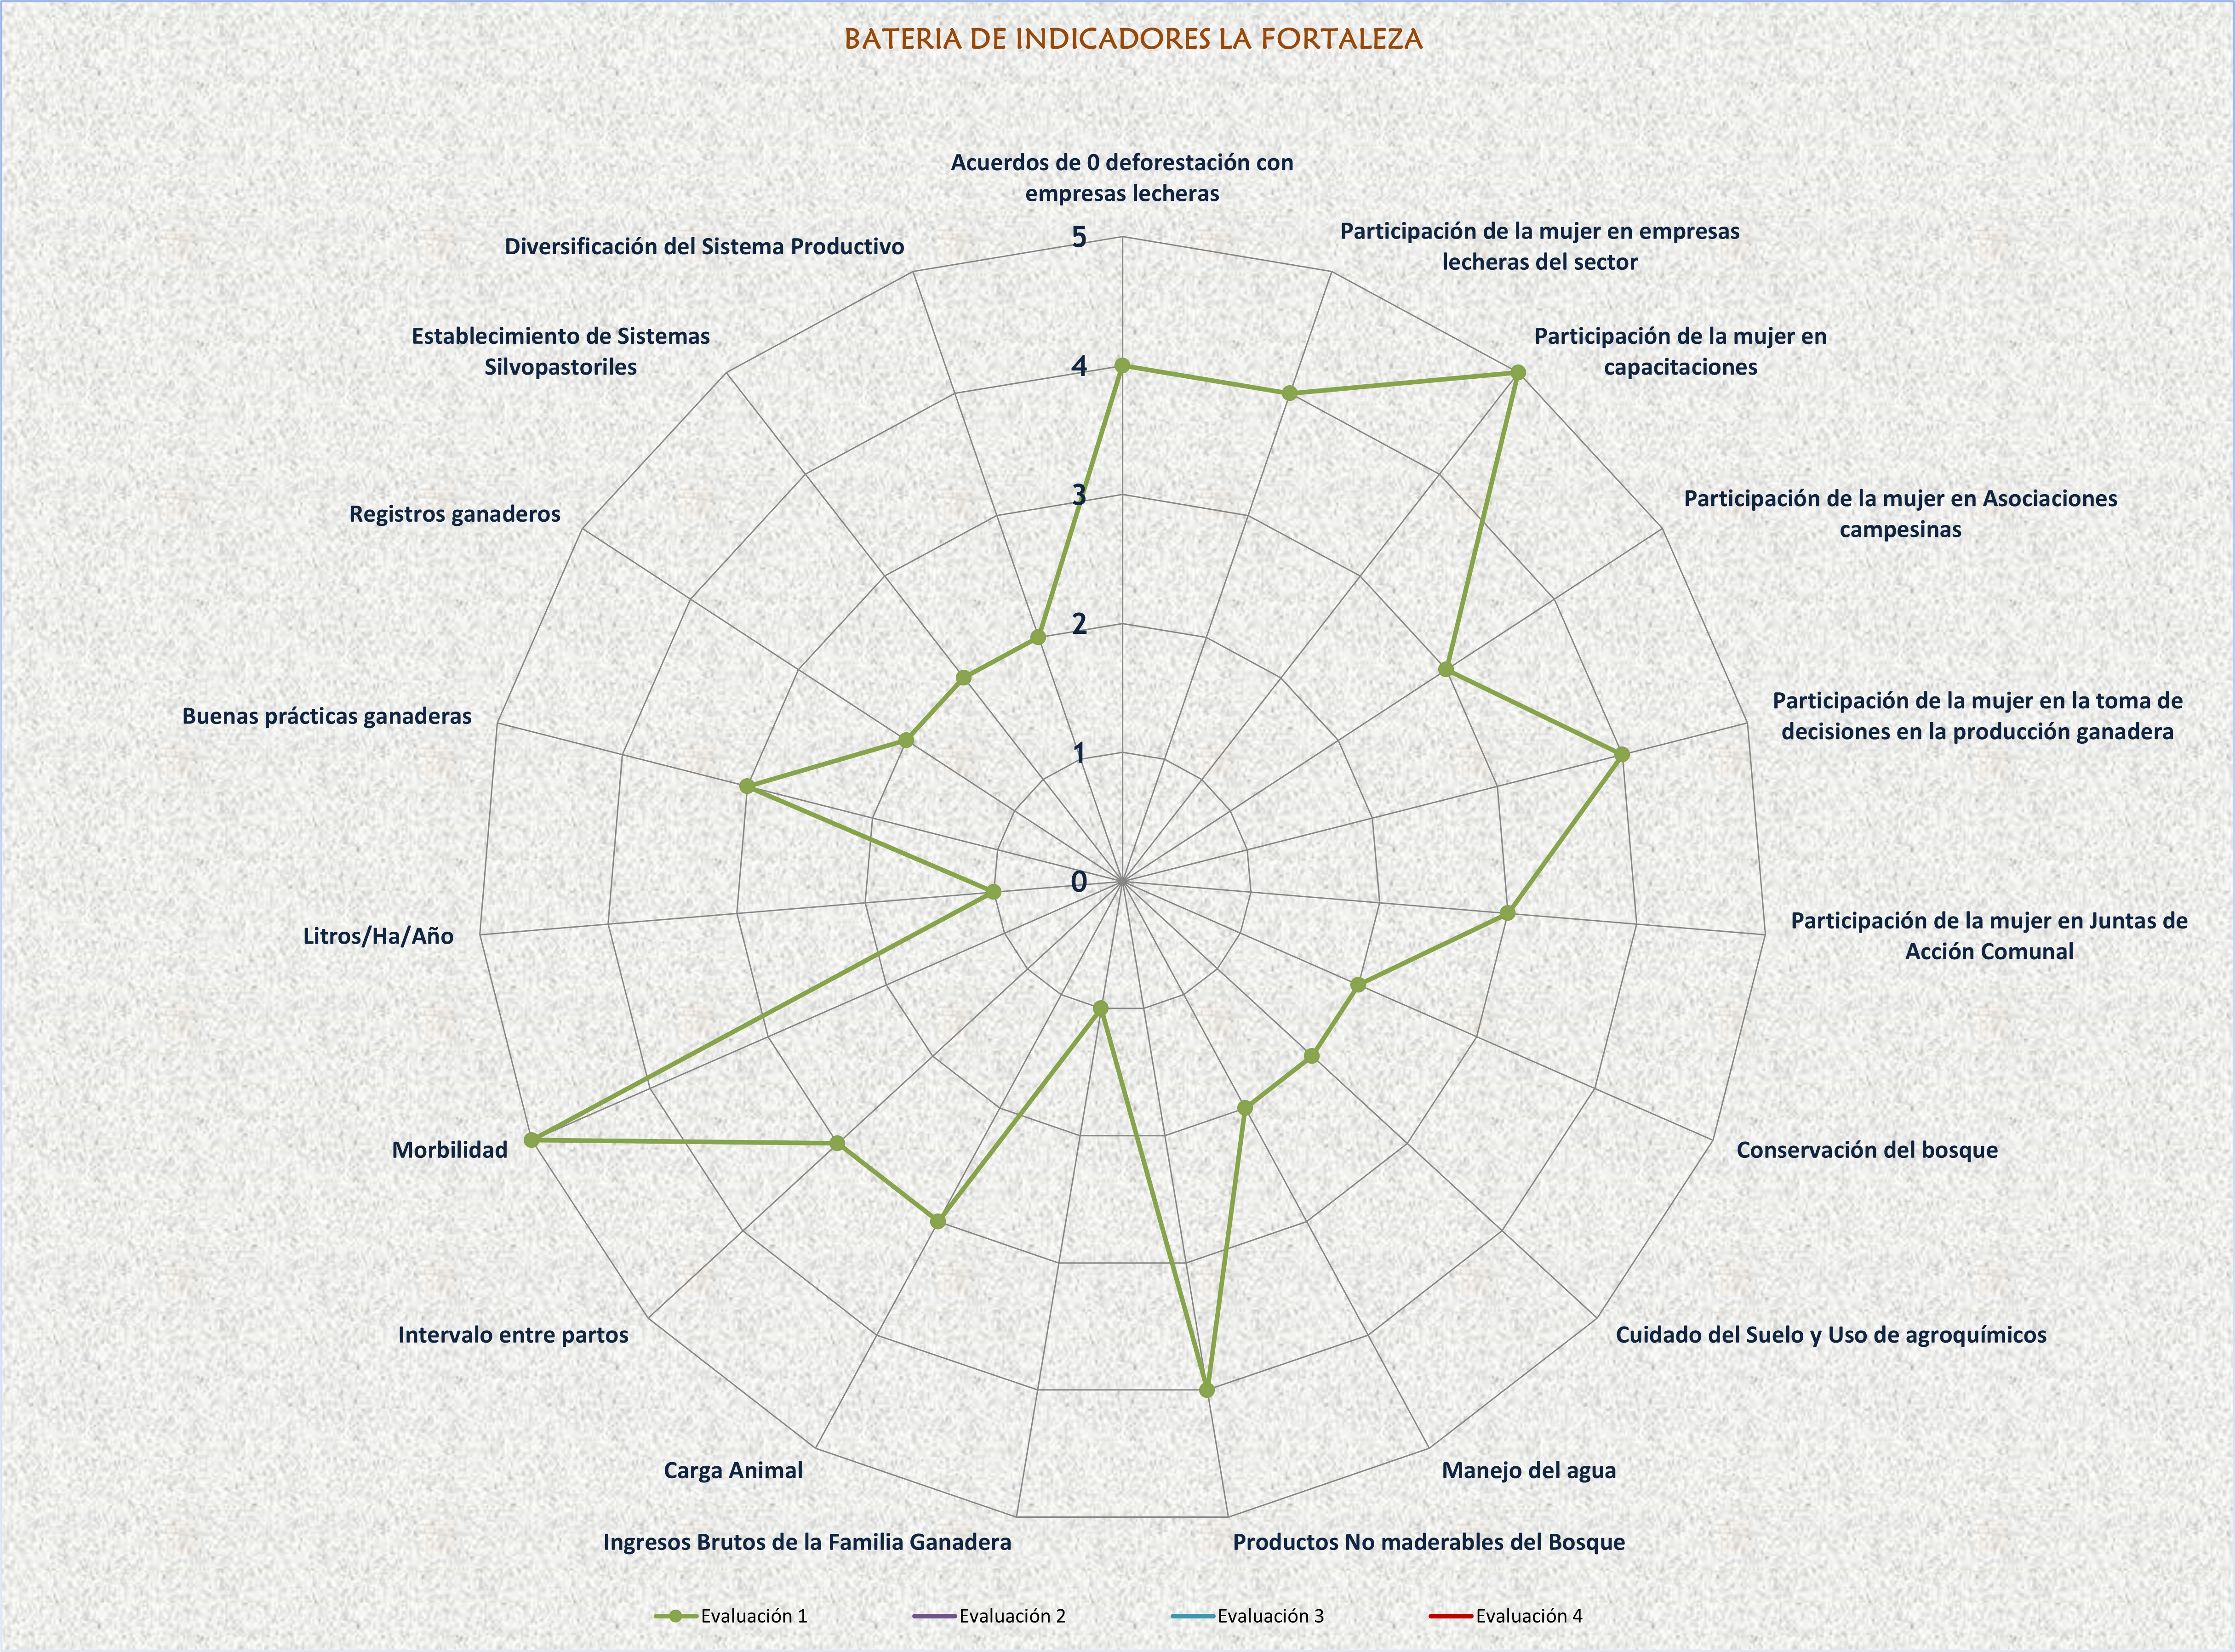 BATERIA DE INDICADORES LA FORTALEZA
Acuerdos de 0 deforestación con
empresas lecheras
Participación de la mujer en empresas
lecheras del sector
Participación de la mujer en
capacitaciones
Participación de la mujer en Asociaciones
campesinas
Participación de la mujer en la toma de
decisiones en la producción ganadera
Participación de la mujer en Juntas de
Acción Comunal
Conservación del bosque
Cuidado del Suelo y Uso de agroquímicos
Manejo del agua
Productos No maderables del Bosque
Ingresos Brutos de la Familia Ganadera
Carga Animal
Intervalo entre partos
Morbilidad
Litros/Ha/Año
Buenas prácticas ganaderas
Registros ganaderos
Establecimiento de Sistemas
Silvopastoriles
Diversificación del Sistema Productivo
5
4
3
2
1
0
Evaluación 1
Evaluación 2
Evaluación 3
Evaluación 4